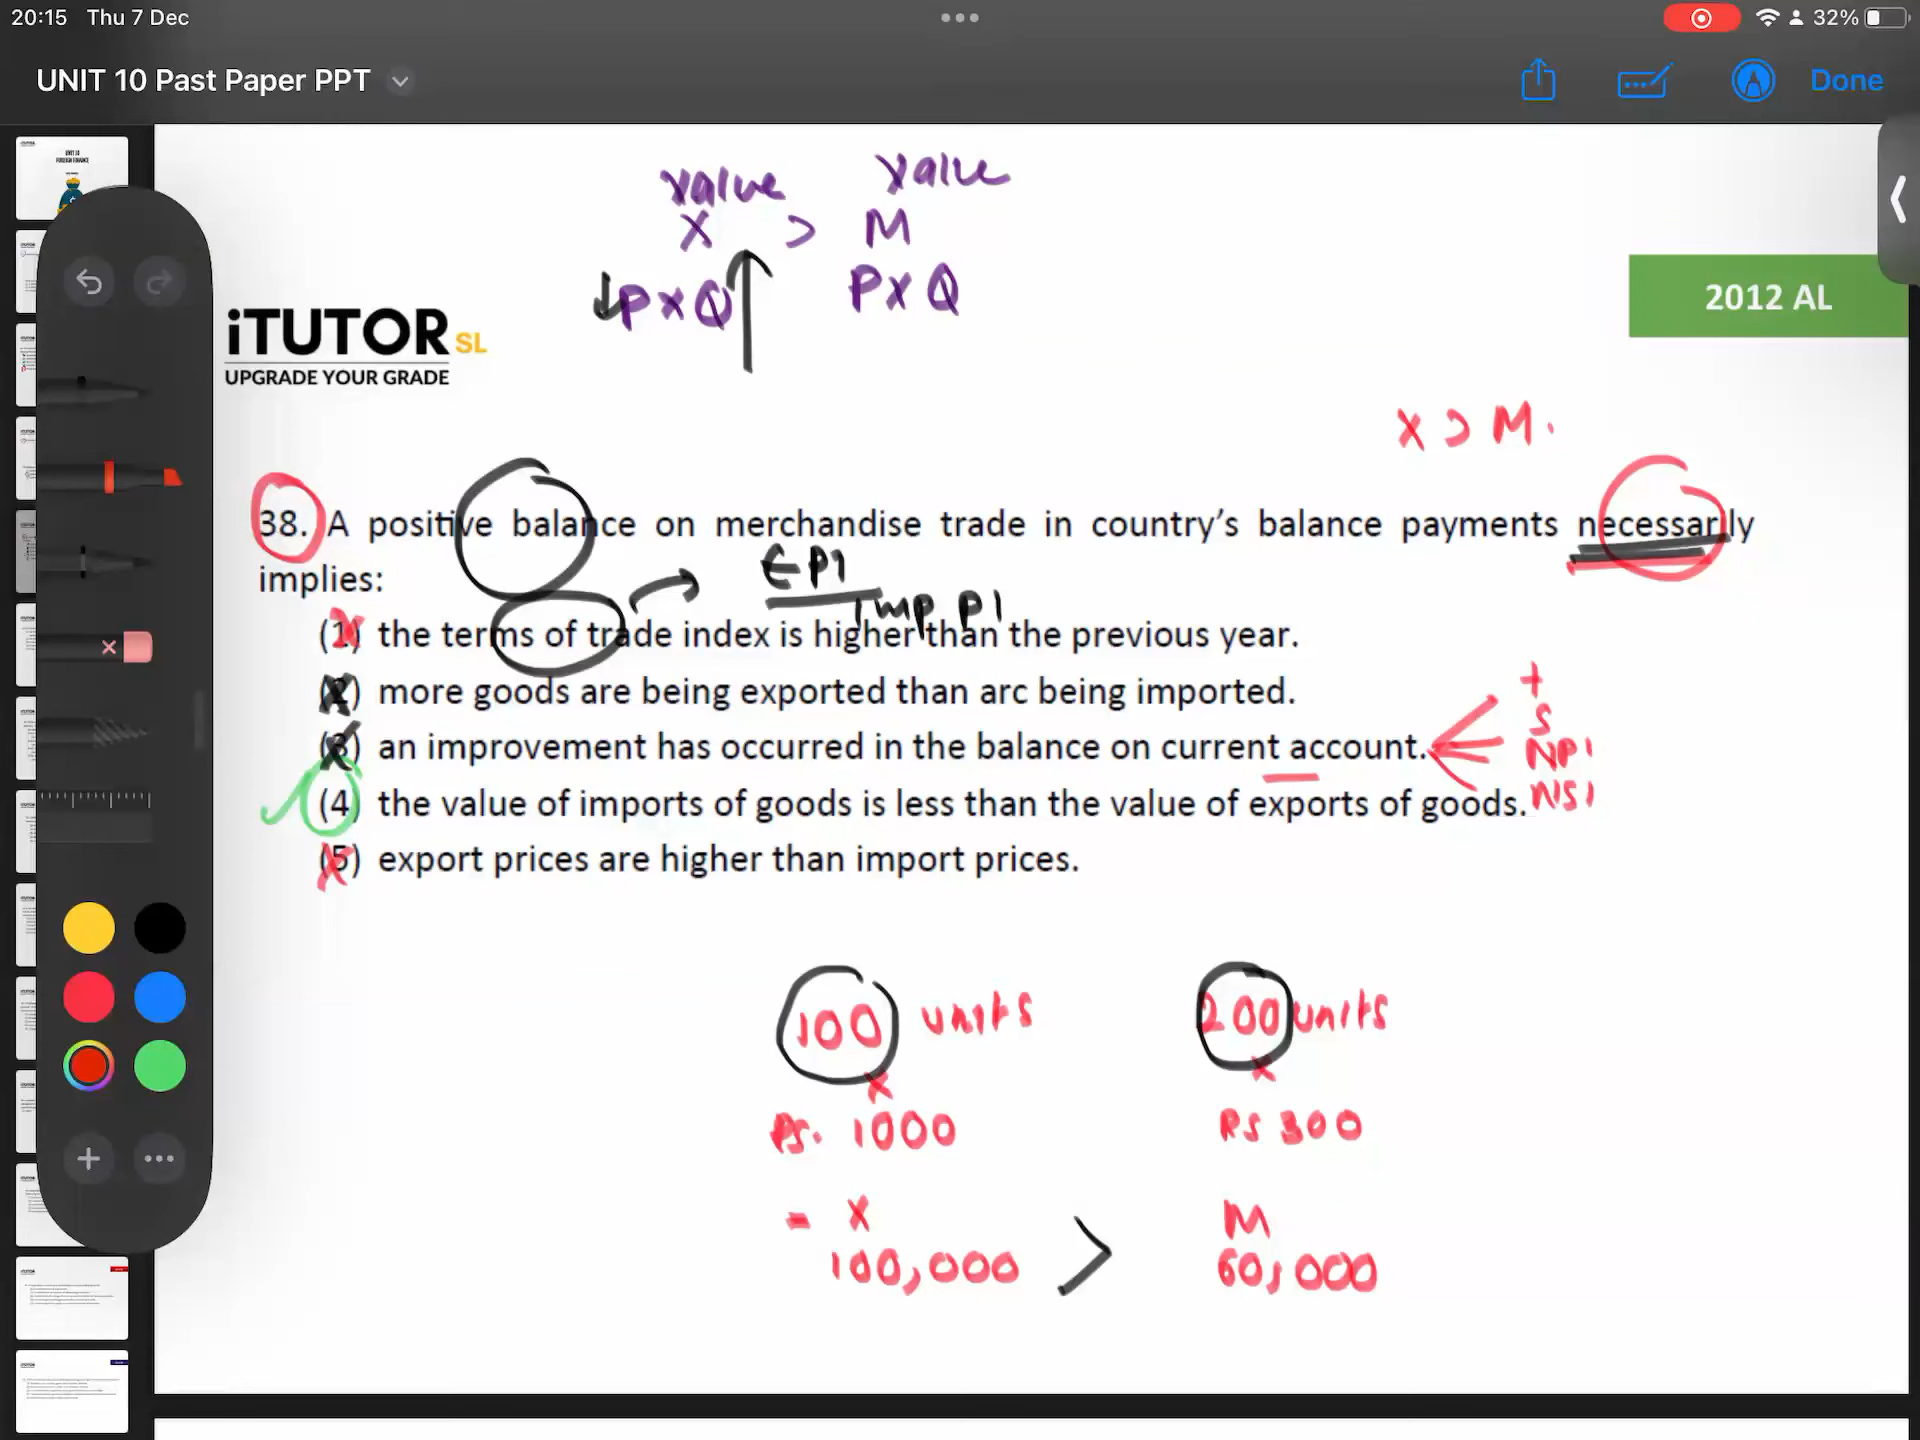 20:15 Thu 7 Dec
32%
UNIT 10 Past Paper PPT
Done
value value
X > M
P X Q P X Q
2012 AL
iTUTOR SL
UPGRADE YOUR GRADE
X > M.
38. A positive balance on merchandise trade in country's balance payments necessarly
implies:
EPI
Imp PI
(1) the terms of trade index is higher than the previous year.
(2) more goods are being exported than arc being imported.
(3) an improvement has occurred in the balance on current account.
+
S
NPI
NSI
(4) the value of imports of goods is less than the value of exports of goods.
(5) export prices are higher than import prices.
100 units 200 units
x x
Rs. 1000 RS 300
= X M
100,000 > 60,000